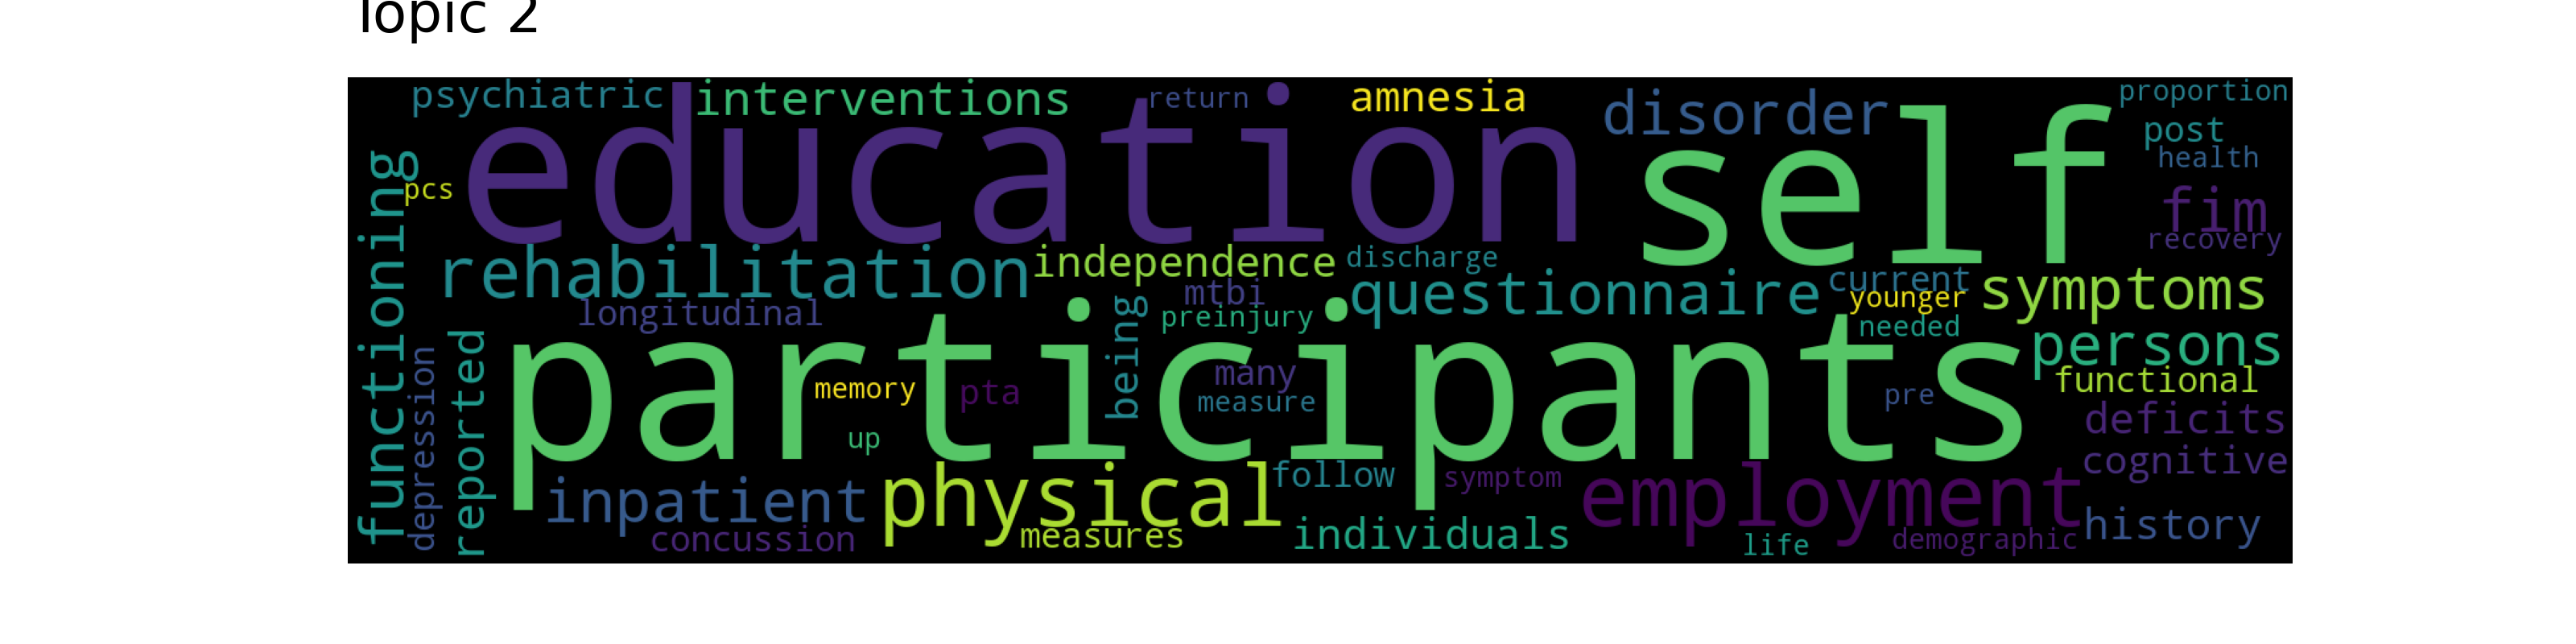 Topic 2
psychiatric
interventions
return
amnesia
disorder
proportion
post
health
education
self
functioning
pcs
fim
recovery
rehabilitation
independence
discharge
questionnaire
current
younger
symptoms
longitudinal
mtbi
preinjury
being
needed
persons
participants
depression
reported
memory
pta
many
measure
pre
functional
deficits
up
cognitive
inpatient
physical
follow
symptom
employment
history
concussion
measures
individuals
life
demographic